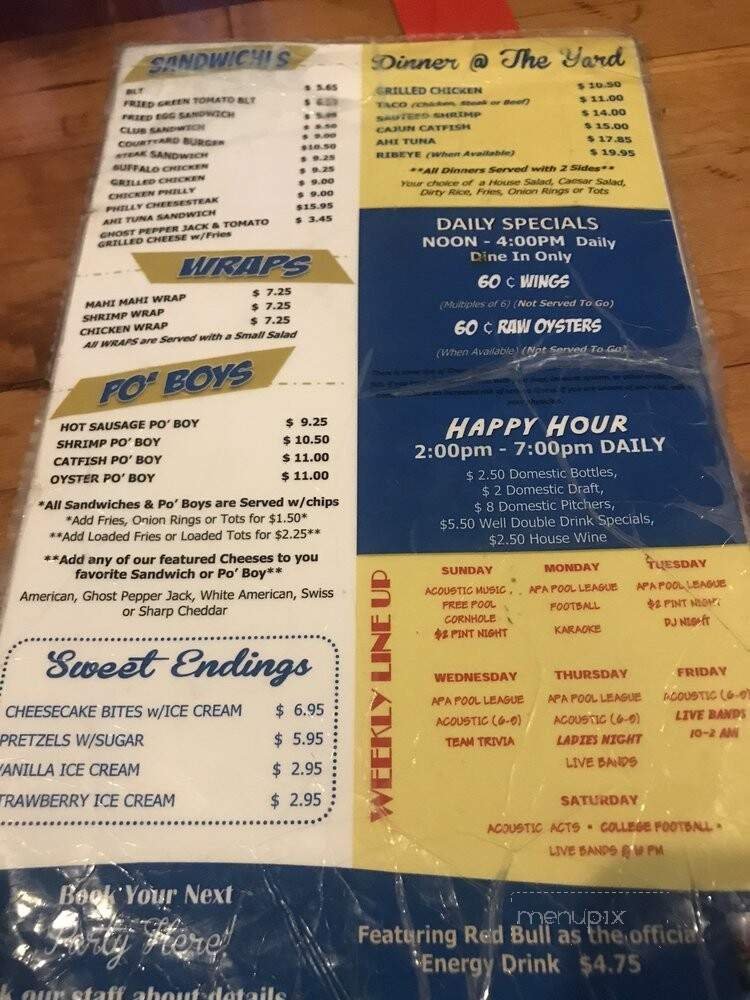 SANDWICHES
BLT $ 5.65
FRIED GREEN TOMATO BLT $
FRIED EGG SANDWICH $
CLUB SANDWICH $ 8.50
COURTYARD BURGER $ 9.00
STEAK SANDWICH $10.50
BUFFALO CHICKEN $ 9.25
GRILLED CHICKEN $ 9.25
CHICKEN PHILLY $ 9.00
PHILLY CHEESESTEAK $ 9.00
AHI TUNA SANDWICH $15.95
GHOST PEPPER JACK & TOMATO $ 3.45
GRILLED CHEESE w/Fries
WRAPS
MAHI MAHI WRAP $ 7.25
SHRIMP WRAP $ 7.25
CHICKEN WRAP $ 7.25
All WRAPS are Served with a Small Salad
PO' BOYS
HOT SAUSAGE PO' BOY $ 9.25
SHRIMP PO' BOY $ 10.50
CATFISH PO' BOY $ 11.00
OYSTER PO' BOY $ 11.00
*All Sandwiches & Po' Boys are Served w/chips
*Add Fries, Onion Rings or Tots for $1.50*
**Add Loaded Fries or Loaded Tots for $2.25**
**Add any of our featured Cheeses to you
favorite Sandwich or Po' Boy**
American, Ghost Pepper Jack, White American, Swiss
or Sharp Cheddar
Sweet Endings
CHEESECAKE BITES w/ICE CREAM $ 6.95
PRETZELS W/SUGAR $ 5.95
VANILLA ICE CREAM $ 2.95
TRAWBERRY ICE CREAM $ 2.95
Book Your Next
Party Here!
k our staff about details
Dinner @ The Yard
GRILLED CHICKEN $ 10.50
TACO (Chicken, Steak or Beef) $ 11.00
SAUTEED SHRIMP $ 14.00
CAJUN CATFISH $ 15.00
AHI TUNA $ 17.85
RIBEYE (When Available) $ 19.95
**All Dinners Served with 2 Sides**
Your choice of a House Salad, Caesar Salad,
Dirty Rice, Fries, Onion Rings or Tots
DAILY SPECIALS
NOON - 4:00PM Daily
Dine In Only
60 ¢ WINGS
(Multiples of 6) (Not Served To Go)
60 ¢ RAW OYSTERS
(When Available) (Not Served To Go)
HAPPY HOUR
2:00pm - 7:00pm DAILY
$ 2.50 Domestic Bottles,
$ 2 Domestic Draft,
$ 8 Domestic Pitchers,
$5.50 Well Double Drink Specials,
$2.50 House Wine
WEEKLY LINE UP
SUNDAY
ACOUSTIC MUSIC
FREE POOL
CORNHOLE
$2 PINT NIGHT
MONDAY
APA POOL LEAGUE
FOOTBALL
KARAOKE
TUESDAY
APA POOL LEAGUE
$2 PINT NIGHT
DJ NIGHT
WEDNESDAY
APA POOL LEAGUE
ACOUSTIC (6-9)
TEAM TRIVIA
THURSDAY
APA POOL LEAGUE
ACOUSTIC (6-9)
LADIES NIGHT
LIVE BANDS
FRIDAY
ACOUSTIC (6-9)
LIVE BANDS
10-2 AM
SATURDAY
ACOUSTIC ACTS • COLLEGE FOOTBALL •
LIVE BANDS @ 10 PM
menupix
Featuring Red Bull as the official
Energy Drink $4.75